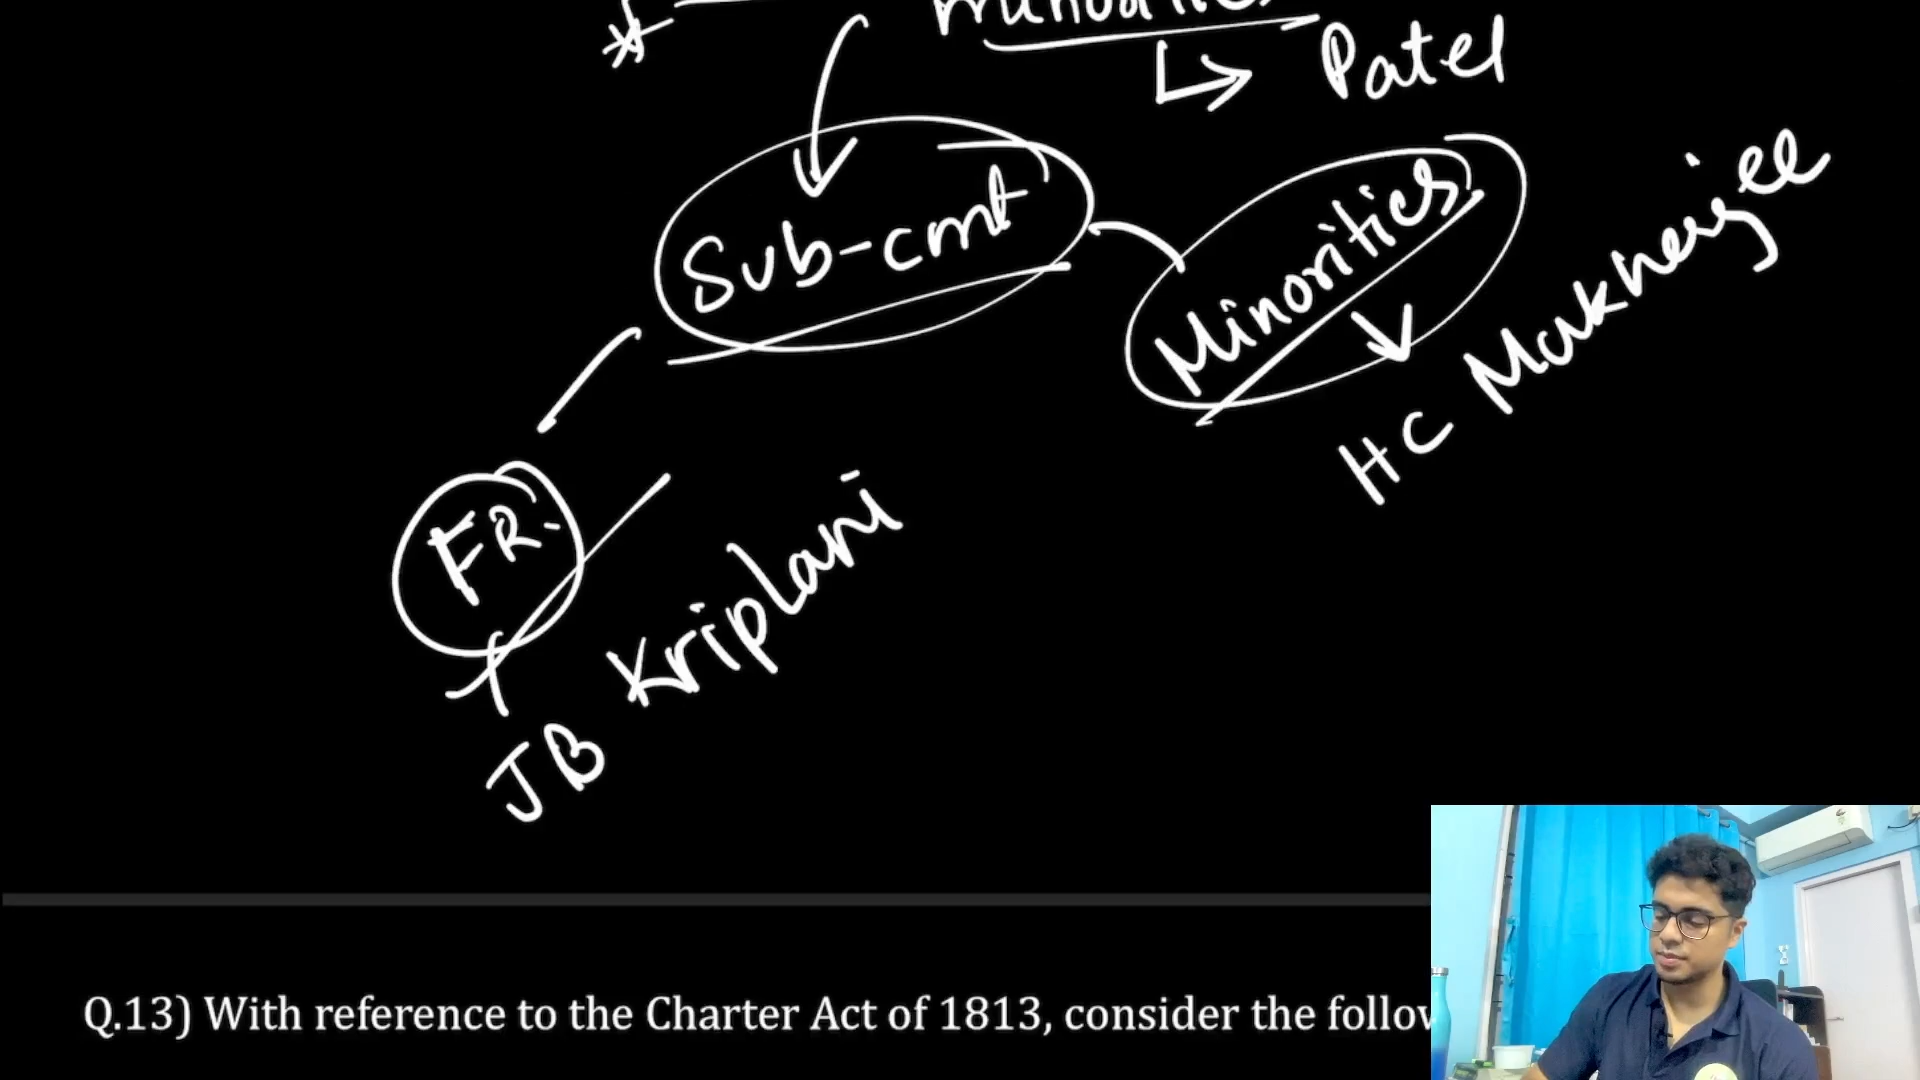 Patel
Sub-cmt
Minorities
HC Mukherjee
FR.
JB Kriplani
Q.13) With reference to the Charter Act of 1813, consider the follow